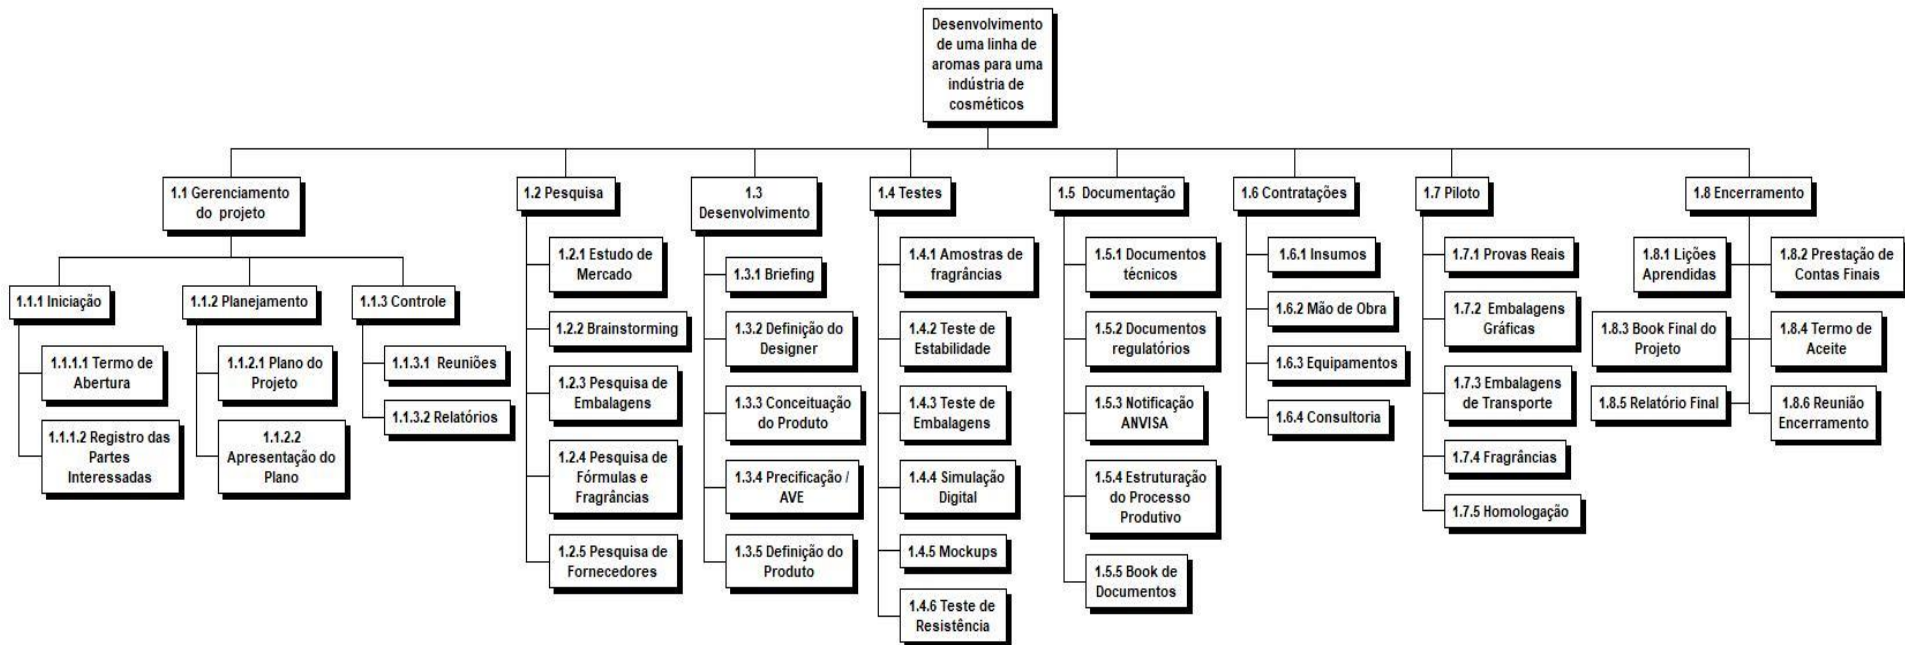 Desenvolvimento
de uma linha de
aromas para uma
indústria de
cosméticos
1.1 Gerenciamento
do projeto
1.1.1 Iniciação
1.1.1.1 Termo de
Abertura
1.1.1.2 Registro das
Partes
Interessadas
1.1.2 Planejamento
1.1.2.1 Plano do
Projeto
1.1.2.2
Apresentação do
Plano
1.1.3 Controle
1.1.3.1 Reuniões
1.1.3.2 Relatórios
1.2 Pesquisa
1.2.1 Estudo de
Mercado
1.2.2 Brainstorming
1.2.3 Pesquisa de
Embalagens
1.2.4 Pesquisa de
Fórmulas e
Fragrâncias
1.2.5 Pesquisa de
Fornecedores
1.3
Desenvolvimento
1.3.1 Briefing
1.3.2 Definição do
Designer
1.3.3 Conceituação
do Produto
1.3.4 Precificação /
AVE
1.3.5 Definição do
Produto
1.4 Testes
1.4.1 Amostras de
fragrâncias
1.4.2 Teste de
Estabilidade
1.4.3 Teste de
Embalagens
1.4.4 Simulação
Digital
1.4.5 Mockups
1.4.6 Teste de
Resistência
1.5 Documentação
1.5.1 Documentos
técnicos
1.5.2 Documentos
regulatórios
1.5.3 Notificação
ANVISA
1.5.4 Estruturação
do Processo
Produtivo
1.5.5 Book de
Documentos
1.6 Contratações
1.6.1 Insumos
1.6.2 Mão de Obra
1.6.3 Equipamentos
1.6.4 Consultoria
1.7 Piloto
1.7.1 Provas Reais
1.7.2 Embalagens
Gráficas
1.7.3 Embalagens
de Transporte
1.7.4 Fragrâncias
1.7.5 Homologação
1.8 Encerramento
1.8.1 Lições
Aprendidas
1.8.2 Prestação de
Contas Finais
1.8.3 Book Final do
Projeto
1.8.4 Termo de
Aceite
1.8.5 Relatório Final
1.8.6 Reunião
Encerramento